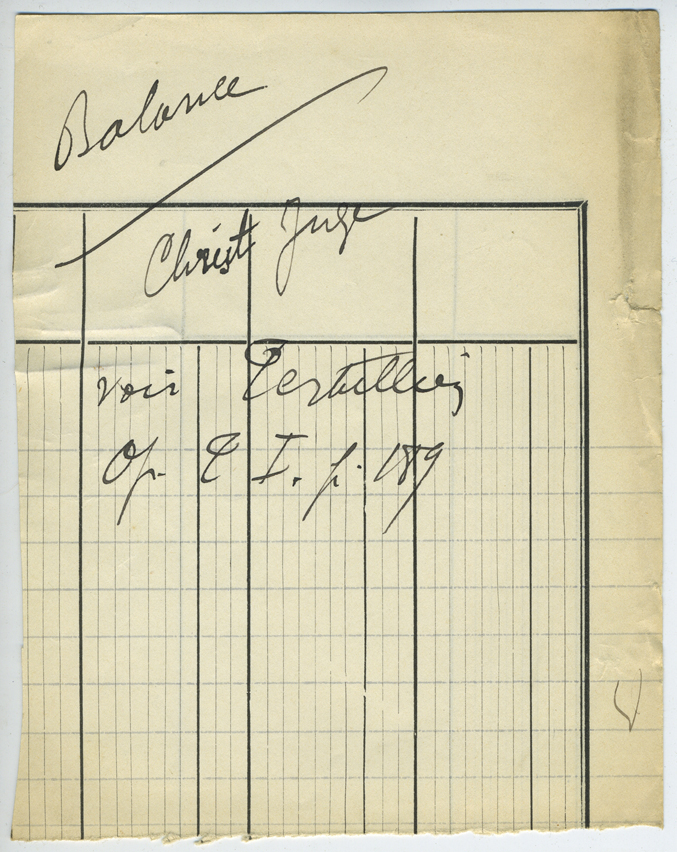 Balance
Christ Juge
voir Tertullien
Op. T I. p. 189